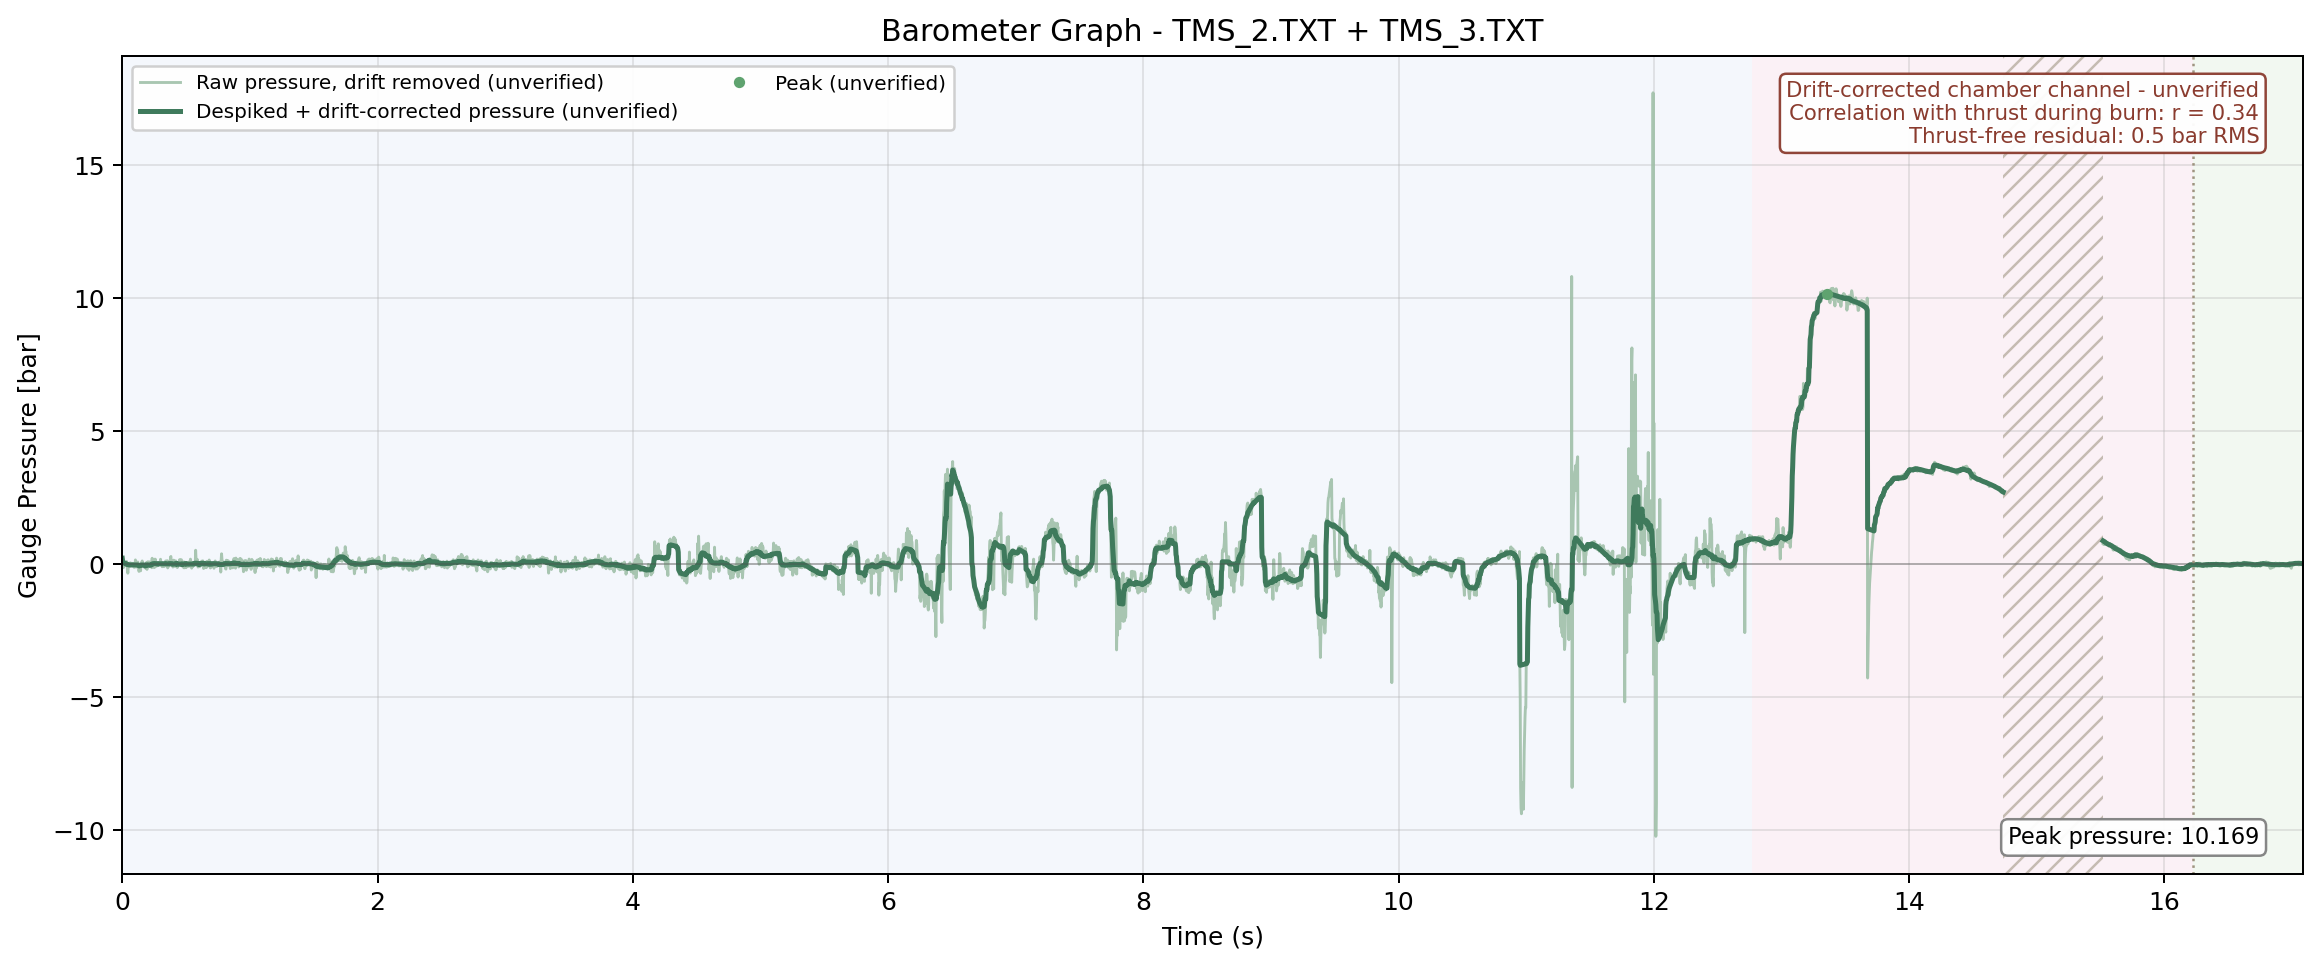 Barometer Graph - TMS_2.TXT + TMS_3.TXT
Raw pressure, drift removed (unverified)
Despiked + drift-corrected pressure (unverified)
Peak (unverified)
Drift-corrected chamber channel - unverified
Correlation with thrust during burn: r = 0.34
Thrust-free residual: 0.5 bar RMS
Gauge Pressure [bar]
15
10
5
0
−5
−10
Peak pressure: 10.169
0 2 4 6 8 10 12 14 16
Time (s)